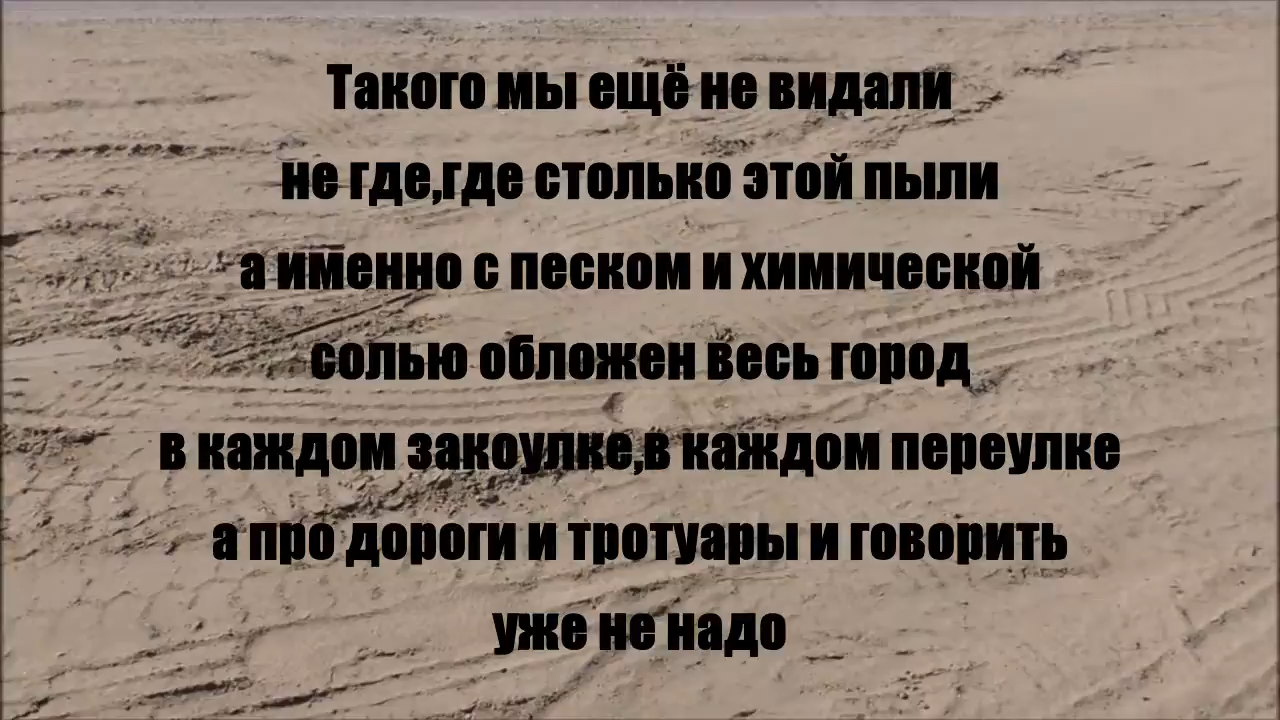 Такого мы ещё не видали
не где,где столько этой пыли
а именно с песком и химической
солью обложен весь город
в каждом закоулке,в каждом переулке
а про дороги и тротуары и говорить
уже не надо